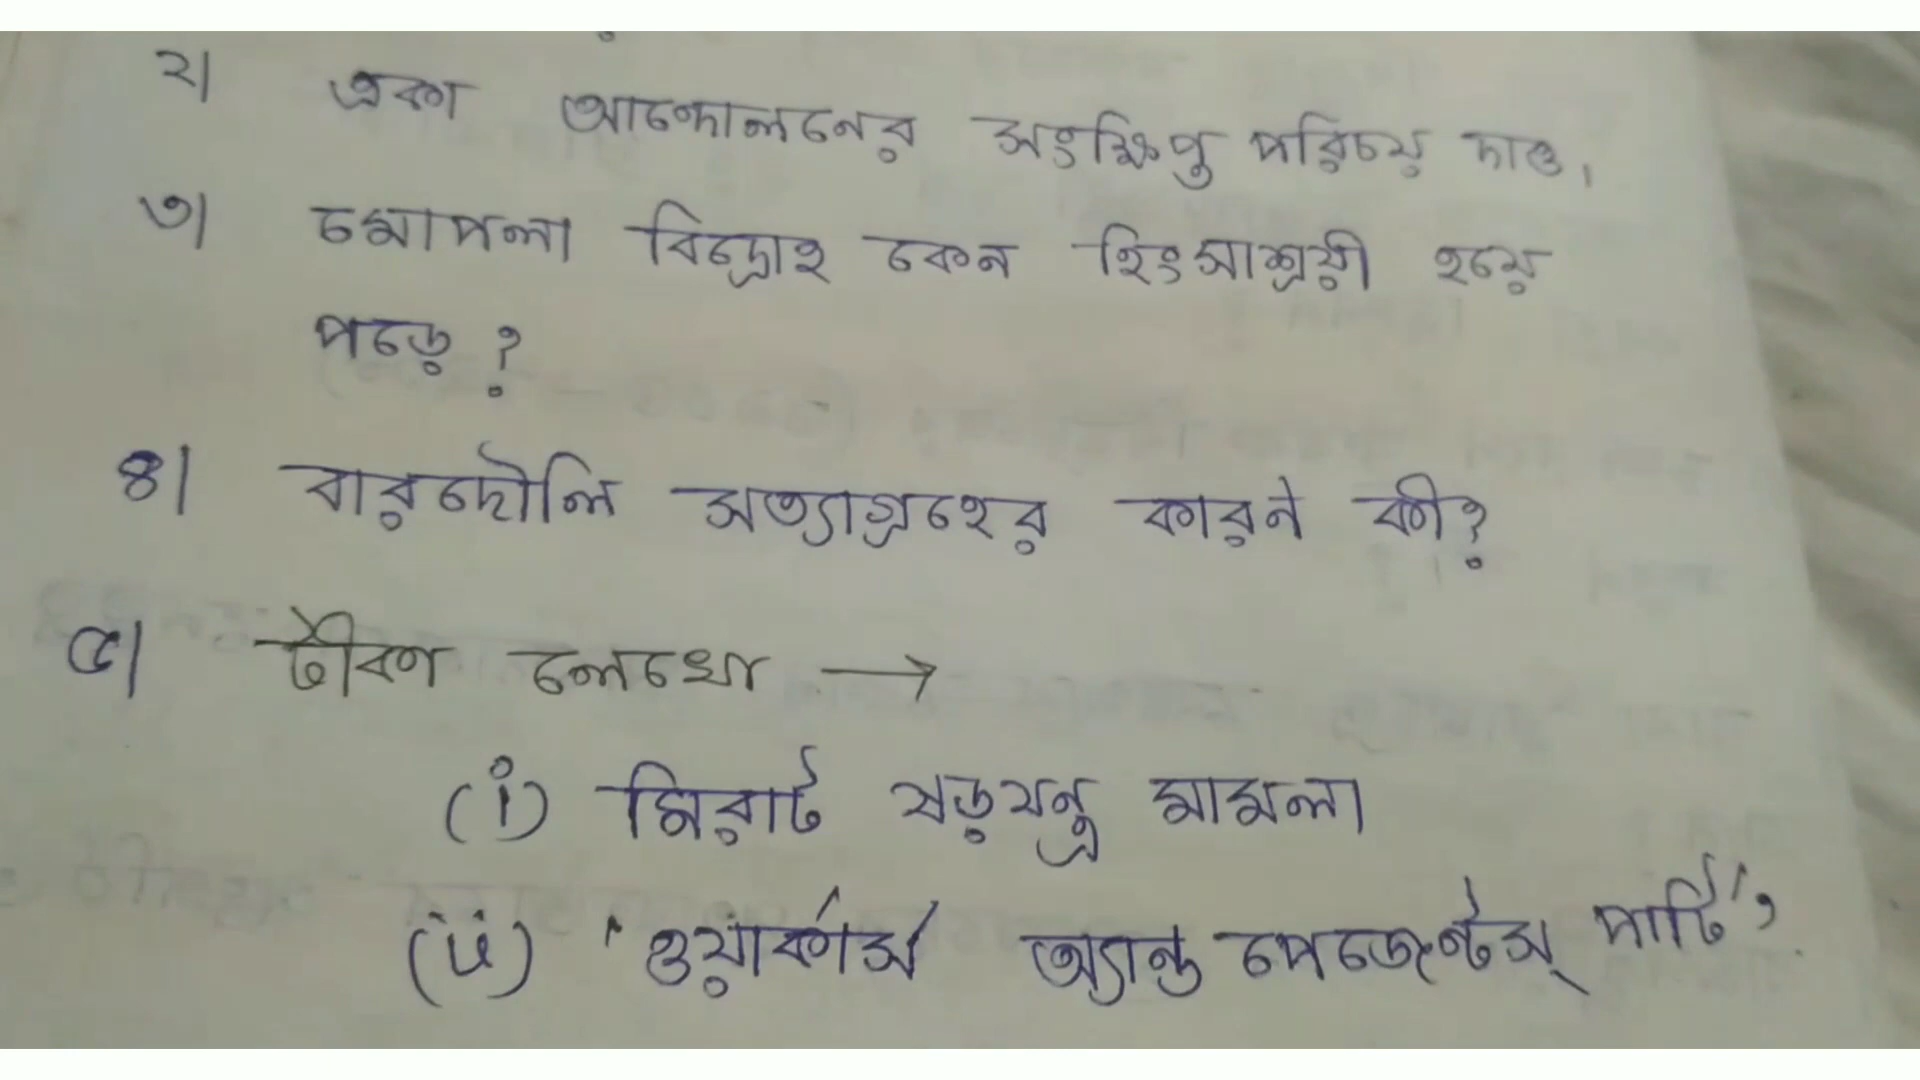 ২। একা আন্দোলনের সংক্ষিপ্ত পরিচয় দাও।
৩। মোপলা বিদ্রোহ কেন হিংসাশ্রয়ী হয়ে
পড়ে?
৪। বারদৌলি সত্যাগ্রহের কারন কী?
৫। টীকা লেখো →
(i) মিরাট ষড়যন্ত্র মামলা
(ii) 'ওয়ার্কার্স অ্যান্ড পেজেন্টস্ পার্টি'